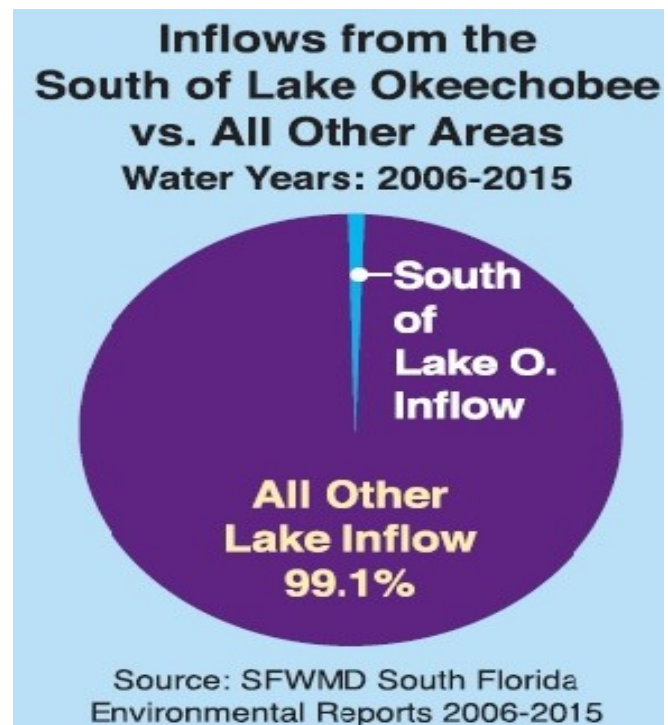 Inflows from the
South of Lake Okeechobee
vs. All Other Areas
Water Years: 2006-2015
South
of
Lake O.
Inflow
All Other
Lake Inflow
99.1%
Source: SFWMD South Florida
Environmental Reports 2006-2015